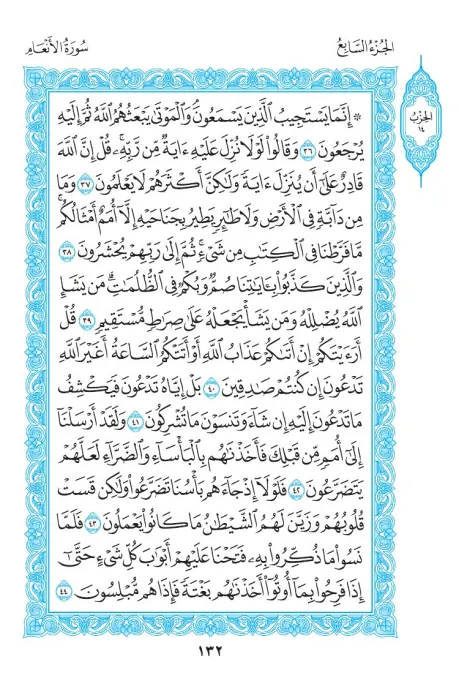 الجزء السابع
سورة الأنعام
الحزب
١٤
۞ إِنَّمَا يَسْتَجِيبُ ٱلَّذِينَ يَسْمَعُونَۘ وَٱلْمَوْتَىٰ يَبْعَثُهُمُ ٱللَّهُ ثُمَّ إِلَيْهِ
يُرْجَعُونَ ٣٦ وَقَالُوا۟ لَوْلَا نُزِّلَ عَلَيْهِ ءَايَةٌ مِّن رَّبِّهِۦۚ قُلْ إِنَّ ٱللَّهَ
قَادِرٌ عَلَىٰٓ أَن يُنَزِّلَ ءَايَةً وَلَٰكِنَّ أَكْثَرَهُمْ لَا يَعْلَمُونَ ٣٧ وَمَا
مِن دَآبَّةٍ فِى ٱلْأَرْضِ وَلَا طَٰٓئِرٍ يَطِيرُ بِجَنَاحَيْهِ إِلَّآ أُمَمٌ أَمْثَالُكُمۚ
مَّا فَرَّطْنَا فِى ٱلْكِتَٰبِ مِن شَىْءٍۚ ثُمَّ إِلَىٰ رَبِّهِمْ يُحْشَرُونَ ٣٨
وَٱلَّذِينَ كَذَّبُوا۟ بِـَٔايَٰتِنَا صُمٌّ وَبُكْمٌ فِى ٱلظُّلُمَٰتِۗ مَن يَشَإِ
ٱللَّهُ يُضْلِلْهُ وَمَن يَشَأْ يَجْعَلْهُ عَلَىٰ صِرَٰطٍ مُّسْتَقِيمٍ ٣٩ قُلْ
أَرَءَيْتَكُمْ إِنْ أَتَىٰكُمْ عَذَابُ ٱللَّهِ أَوْ أَتَتْكُمُ ٱلسَّاعَةُ أَغَيْرَ ٱللَّهِ
تَدْعُونَ إِن كُنتُمْ صَٰدِقِينَ ٤٠ بَلْ إِيَّاهُ تَدْعُونَ فَيَكْشِفُ
مَا تَدْعُونَ إِلَيْهِ إِن شَآءَ وَتَنسَوْنَ مَا تُشْرِكُونَ ٤١ وَلَقَدْ أَرْسَلْنَآ
إِلَىٰٓ أُمَمٍ مِّن قَبْلِكَ فَأَخَذْنَٰهُم بِٱلْبَأْسَآءِ وَٱلضَّرَّآءِ لَعَلَّهُمْ
يَتَضَرَّعُونَ ٤٢ فَلَوْلَآ إِذْ جَآءَهُم بَأْسُنَا تَضَرَّعُوا۟ وَلَٰكِن قَسَتْ
قُلُوبُهُمْ وَزَيَّنَ لَهُمُ ٱلشَّيْطَٰنُ مَا كَانُوا۟ يَعْمَلُونَ ٤٣ فَلَمَّا
نَسُوا۟ مَا ذُكِّرُوا۟ بِهِۦ فَتَحْنَا عَلَيْهِمْ أَبْوَٰبَ كُلِّ شَىْءٍ حَتَّىٰٓ
إِذَا فَرِحُوا۟ بِمَآ أُوتُوٓا۟ أَخَذْنَٰهُم بَغْتَةً فَإِذَا هُم مُّبْلِسُونَ ٤٤
١٣٢